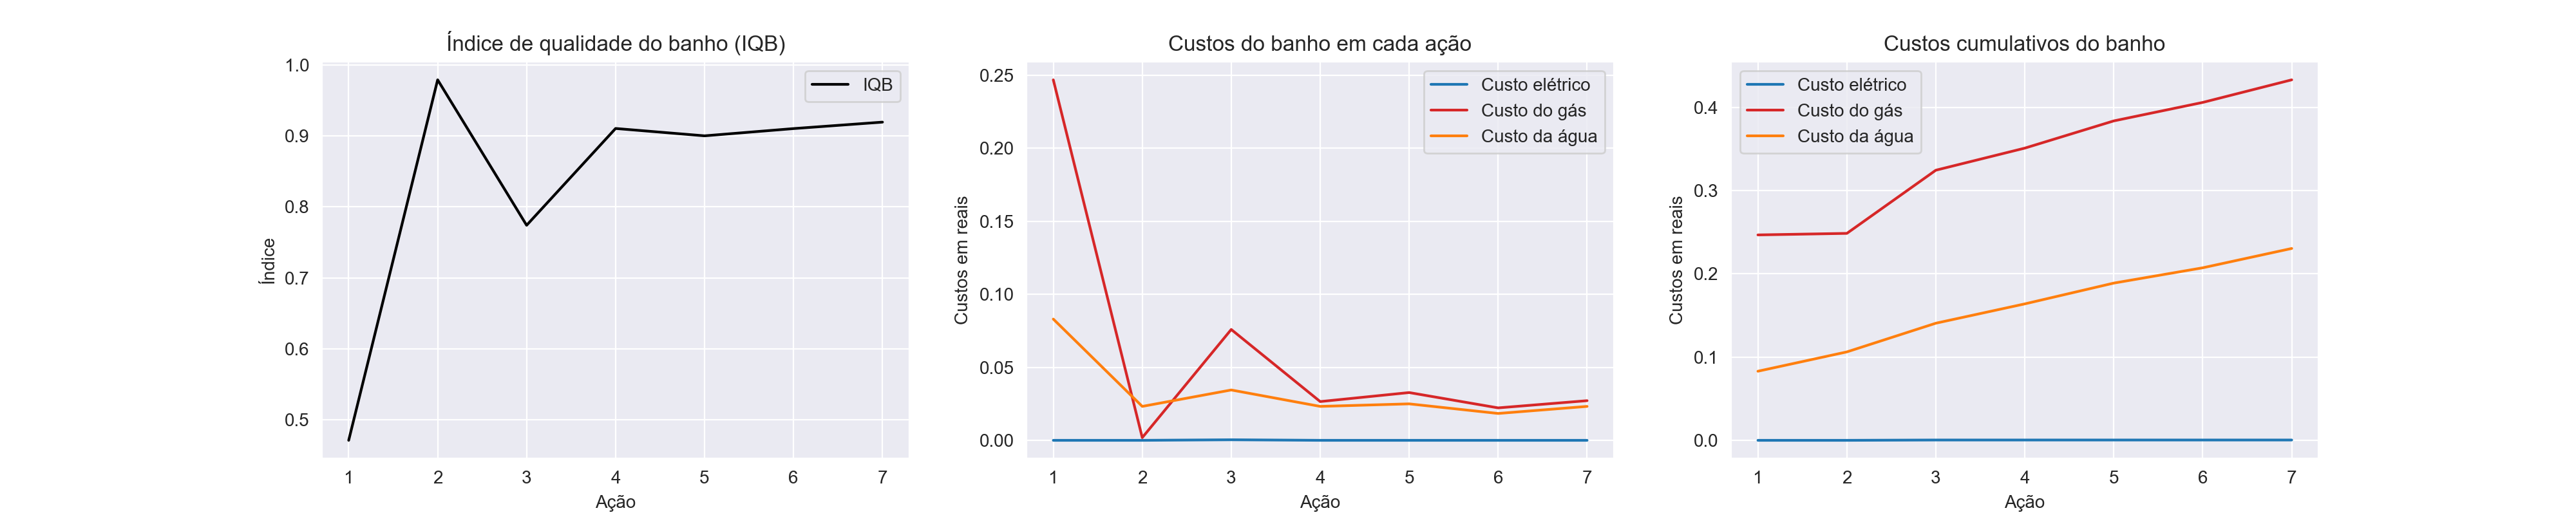 Índice de qualidade do banho (IQB)
1.0
0.9
0.8
0.7
0.6
0.5
Índice
IQB
1 2 3 4 5 6 7
Ação
Custos do banho em cada ação
0.25
0.20
0.15
0.10
0.05
0.00
Custos em reais
Custo elétrico
Custo do gás
Custo da água
1 2 3 4 5 6 7
Ação
Custos cumulativos do banho
0.4
0.3
0.2
0.1
0.0
Custos em reais
Custo elétrico
Custo do gás
Custo da água
1 2 3 4 5 6 7
Ação